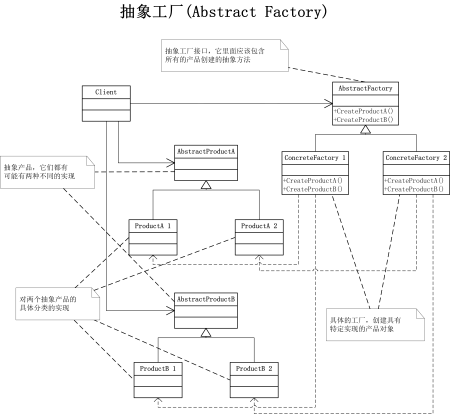 抽象工厂(Abstract Factory)
抽象工厂接口，它里面应该包含
所有的产品创建的抽象方法
Client
AbstractFactory
+CreateProductA()
+CreateProductB()
AbstractProductA
ConcreteFactory 1
+CreateProductA()
+CreateProductB()
ConcreteFactory 2
+CreateProductA()
+CreateProductB()
抽象产品，它们都有
可能有两种不同的实现
ProductA 1
ProductA 2
对两个抽象产品的
具体分类的实现
AbstractProductB
具体的工厂，创建具有
特定实现的产品对象
ProductB 1
ProductB 2